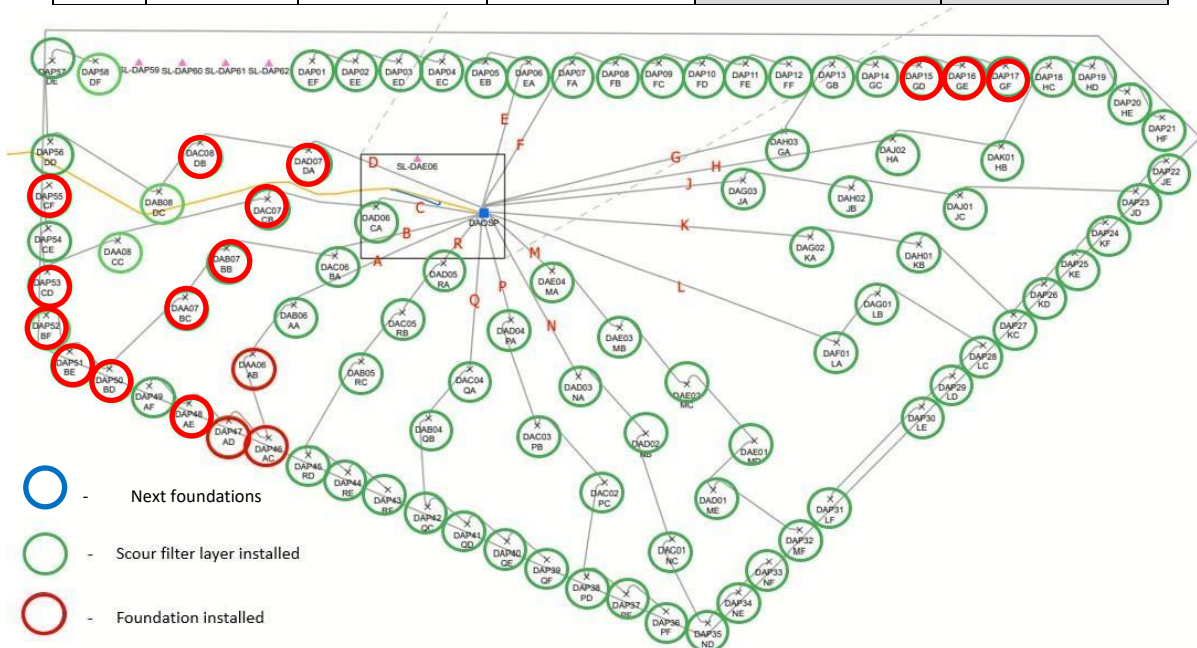 DAP57
DE
DAP58
DF
SL-DAP59
SL-DAP60
SL-DAP61
SL-DAP62
DAP01
EF
DAP02
EE
DAP03
ED
DAP04
EC
DAP05
EB
DAP06
EA
DAP07
FA
DAP08
FB
DAP09
FC
DAP10
FD
DAP11
FE
DAP12
FF
DAP13
GB
DAP14
GC
DAP15
GD
DAP16
GE
DAP17
GF
DAP18
HC
DAP19
HD
DAP20
HE
DAP21
HF
E
F
DAP56
DD
DAC08
DB
DAD07
DA
D
SL-DAE06
G
H
J
DAH03
GA
DAJ02
HA
DAK01
HB
DAP22
JE
DAP55
CF
DAB08
DC
DAC07
CB
DAD06
CA
C
DAOSP
DAG03
JA
DAH02
JB
DAJ01
JC
DAP23
JD
DAP54
CE
DAA08
CC
B
R
A
K
M
DAG02
KA
DAH01
KB
DAP24
KF
DAP53
CD
DAB07
BB
DAC06
BA
DAD05
RA
DAE04
MA
Q
P
L
DAP25
KE
DAP52
BF
DAA07
BC
DAB06
AA
DAC05
RB
DAD04
PA
N
DAE03
MB
DAG01
LB
DAP26
KD
DAP27
KC
DAP51
BE
DAP50
BD
DAA06
AB
DAB05
RC
DAC04
QA
DAD03
NA
DAE02
MC
DAF01
LA
DAP28
LC
DAP49
AF
DAP29
LD
DAP48
AE
DAP47
AD
DAP46
AC
DAB04
QB
DAC03
PB
DAD02
NB
DAE01
MD
DAP30
LE
DAP45
RD
DAP44
RE
DAP43
RF
DAC02
PC
DAD01
ME
DAP31
LF
- Next foundations
DAP42
QC
DAP41
QD
DAP40
QE
DAP39
QF
DAC01
NC
DAP32
MF
- Scour filter layer installed
DAP38
PD
DAP37
PE
DAP36
PF
DAP35
ND
DAP34
NE
DAP33
NF
- Foundation installed